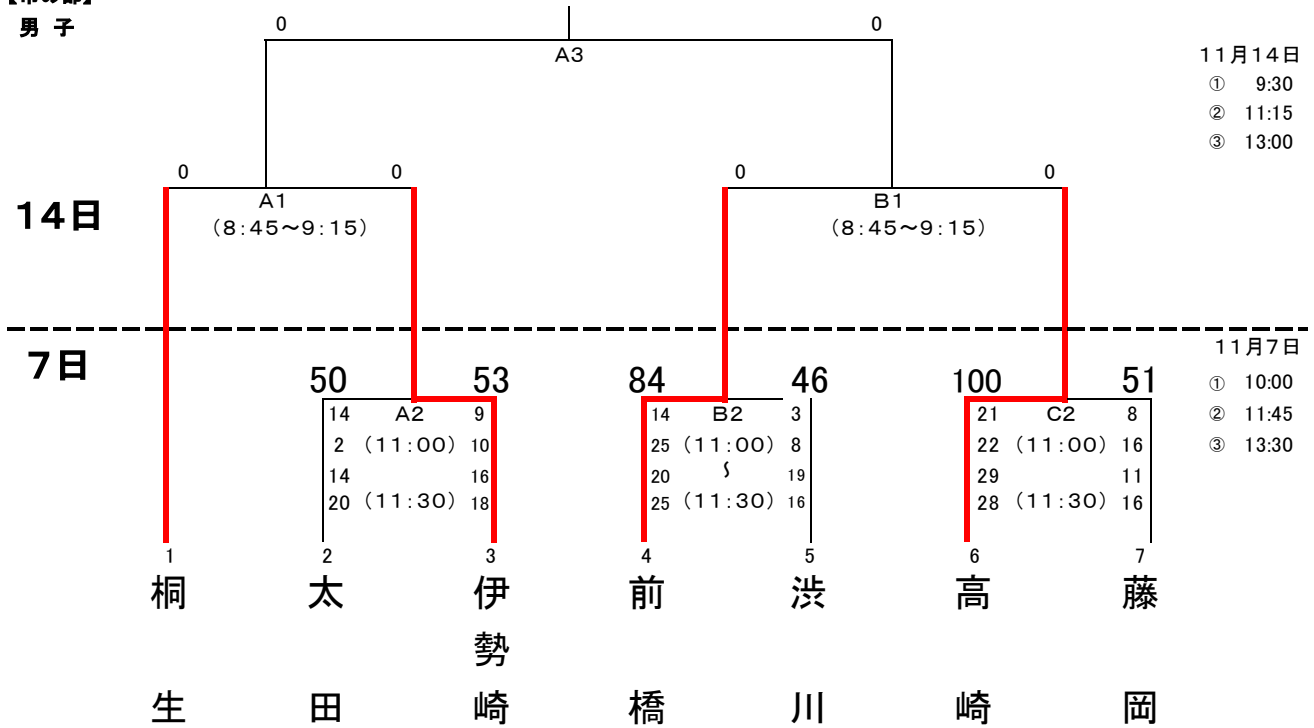 【市の部】
男 子
0 0
A3
11月14日
① 9:30
② 11:15
③ 13:00
0 0 0 0
14日
A1 B1
(8:45~9:15) (8:45~9:15)
7日
11月7日
① 10:00
② 11:45
③ 13:30
50 53 84 46 100 51
14 A2 9 14 B2 3 21 C2 8
2 (11:00) 10 25 (11:00) 8 22 (11:00) 16
14 16 20 ~ 19 29 11
20 (11:30) 18 25 (11:30) 16 28 (11:30) 16
1 2 3 4 5 6 7
桐生
太田
伊勢崎
前橋
渋川
高崎
藤岡